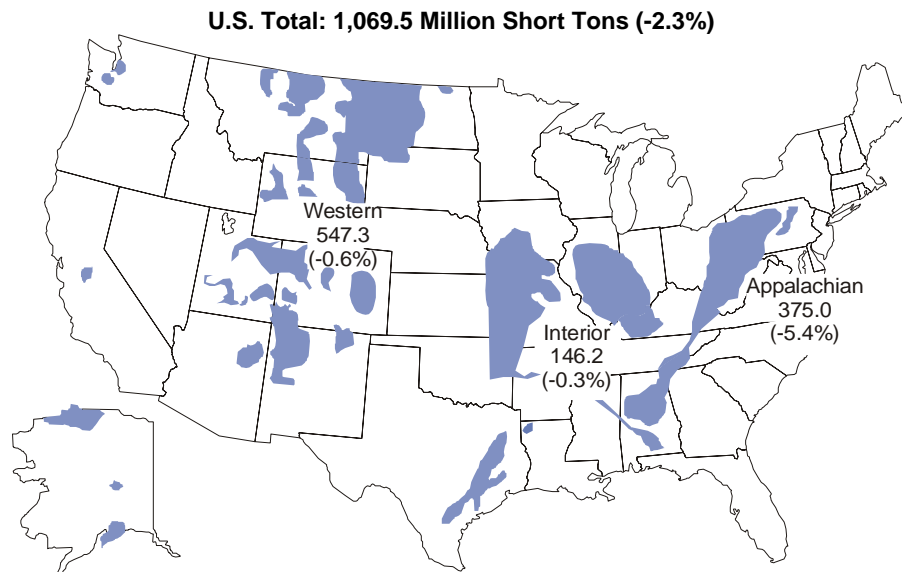 U.S. Total: 1,069.5 Million Short Tons (-2.3%)
Western
547.3
(-0.6%)
Appalachian
375.0
(-5.4%)
Interior
146.2
(-0.3%)